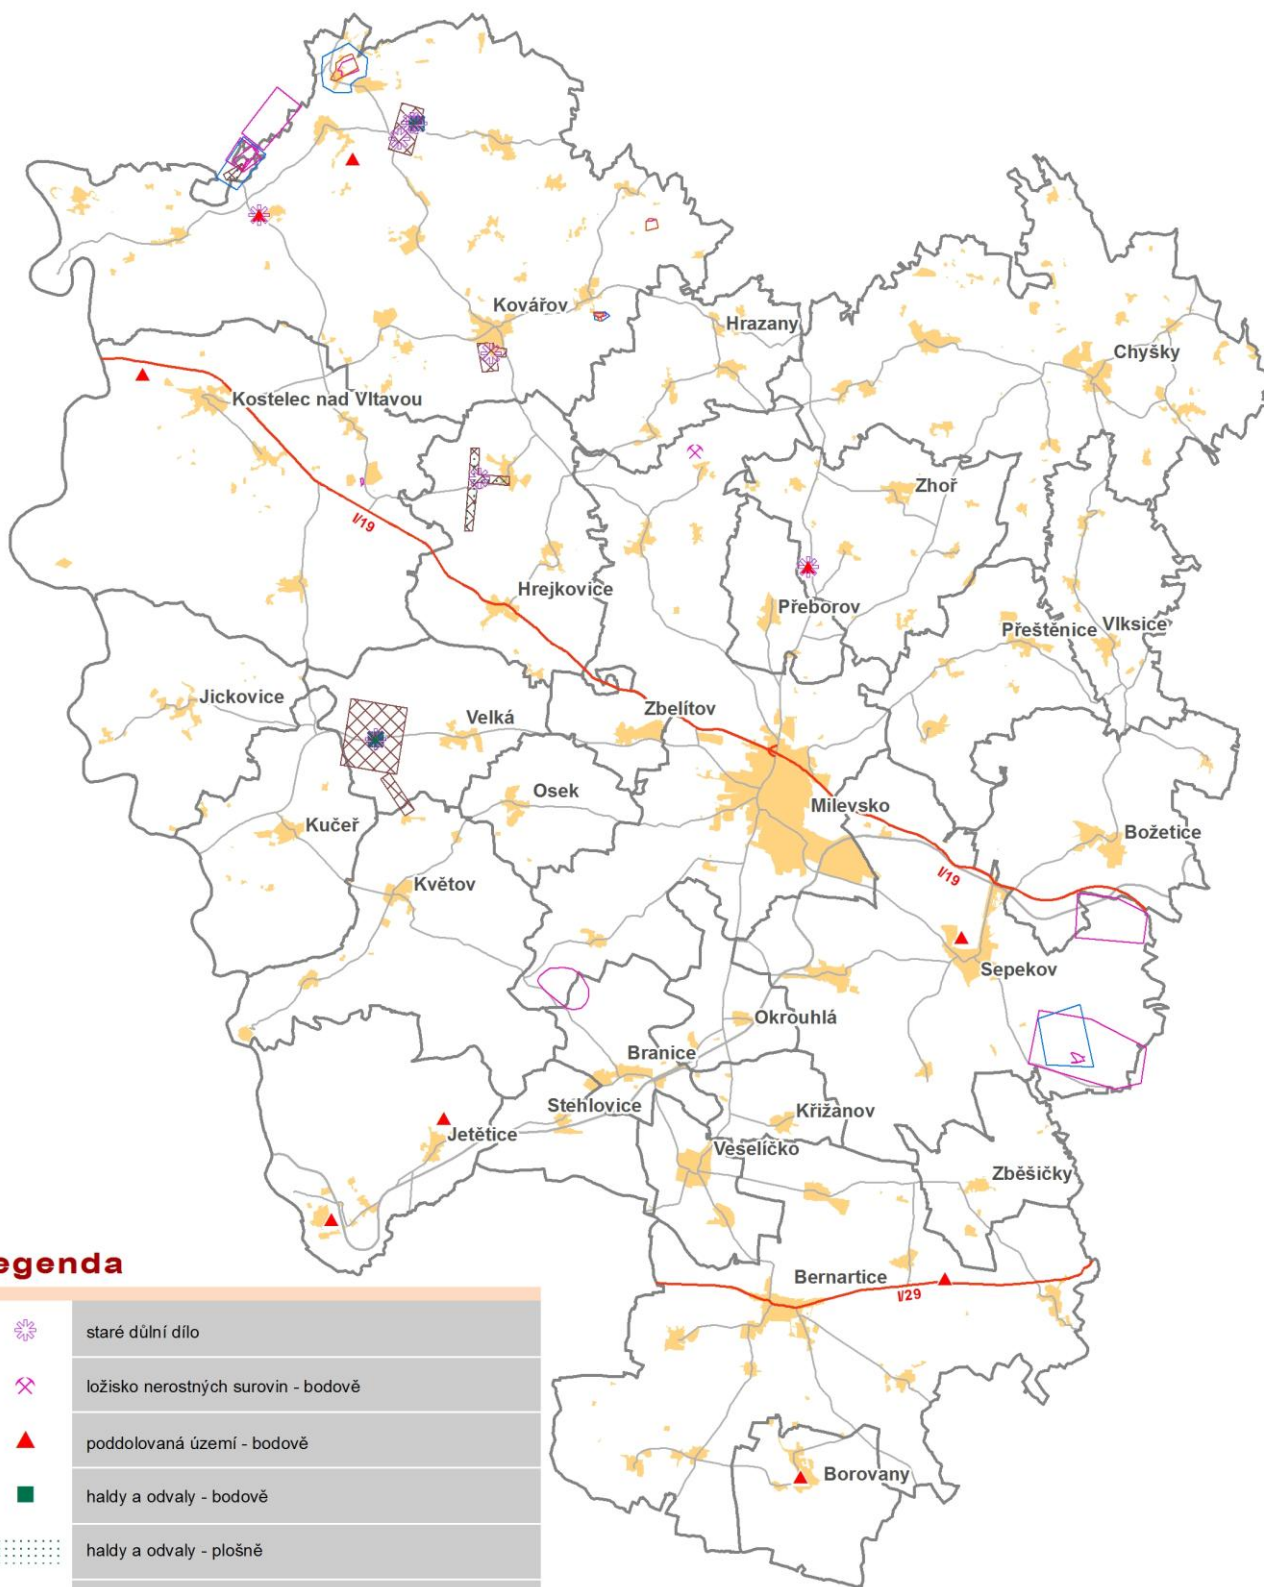 Kovářov
Hrazany
Chyšky
Kostelec nad Vltavou
Zhoř
I/19
Hrejkovice
Přeborov
Přeštěnice
Vlksice
Jickovice
Velká
Zbelítov
Osek
Milevsko
Kučeř
Božetice
Květov
I/19
Sepekov
Okrouhlá
Branice
Stehlovice
Křižanov
Jetětice
Veselíčko
Zběšičky
Bernartice
I/29
Borovany
egenda
staré důlní dílo
ložisko nerostných surovin - bodově
poddolovaná území - bodově
haldy a odvaly - bodově
haldy a odvaly - plošně